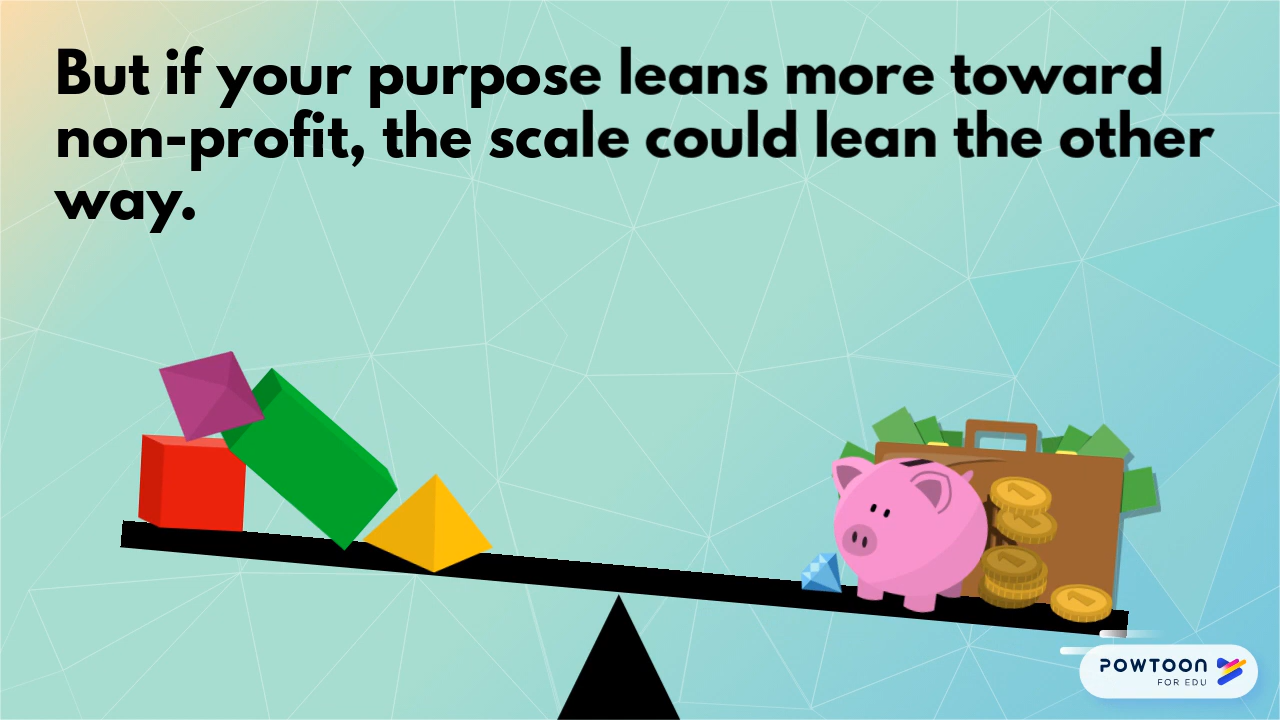 But if your purpose leans more toward
non-profit, the scale could lean the other
way.
POWTOON
FOR EDU